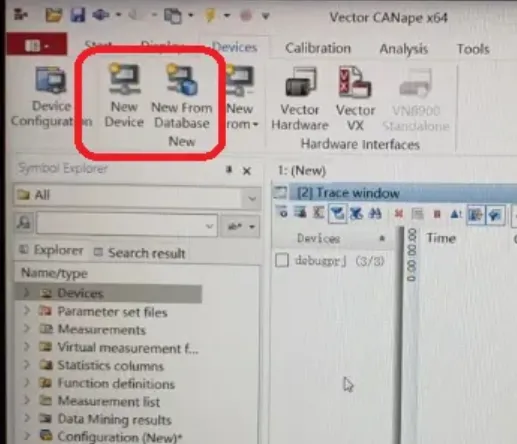 Vector CANape x64
Start Display Devices Calibration Analysis Tools
Device
Configuration
New
Device
New From
Database
New
From
New
Vector
Hardware
Vector
VX
VN8900
Standalone
Hardware Interfaces
Symbol Explorer
All
Explorer
Search result
Name/type
Devices
Parameter set files
Measurements
Virtual measurement f...
Statistics columns
Function definitions
Measurement list
Data Mining results
Configuration (New)*
1: (New)
[2] Trace window
Devices
Time
debugprj (3/3)